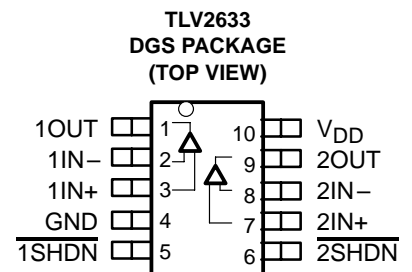 TLV2633
DGS PACKAGE
(TOP VIEW)
1OUT 1 10 VDD
1IN− 2 9 2OUT
1IN+ 3 8 2IN−
GND 4 7 2IN+
1SHDN 5 6 2SHDN